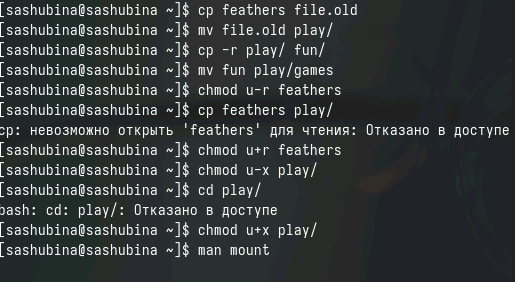 [sashubina@sashubina ~]$ cp feathers file.old
[sashubina@sashubina ~]$ mv file.old play/
[sashubina@sashubina ~]$ cp -r play/ fun/
[sashubina@sashubina ~]$ mv fun play/games
[sashubina@sashubina ~]$ chmod u-r feathers
[sashubina@sashubina ~]$ cp feathers play/
cp: невозможно открыть 'feathers' для чтения: Отказано в доступе
[sashubina@sashubina ~]$ chmod u+r feathers
[sashubina@sashubina ~]$ chmod u-x play/
[sashubina@sashubina ~]$ cd play/
bash: cd: play/: Отказано в доступе
[sashubina@sashubina ~]$ chmod u+x play/
[sashubina@sashubina ~]$ man mount